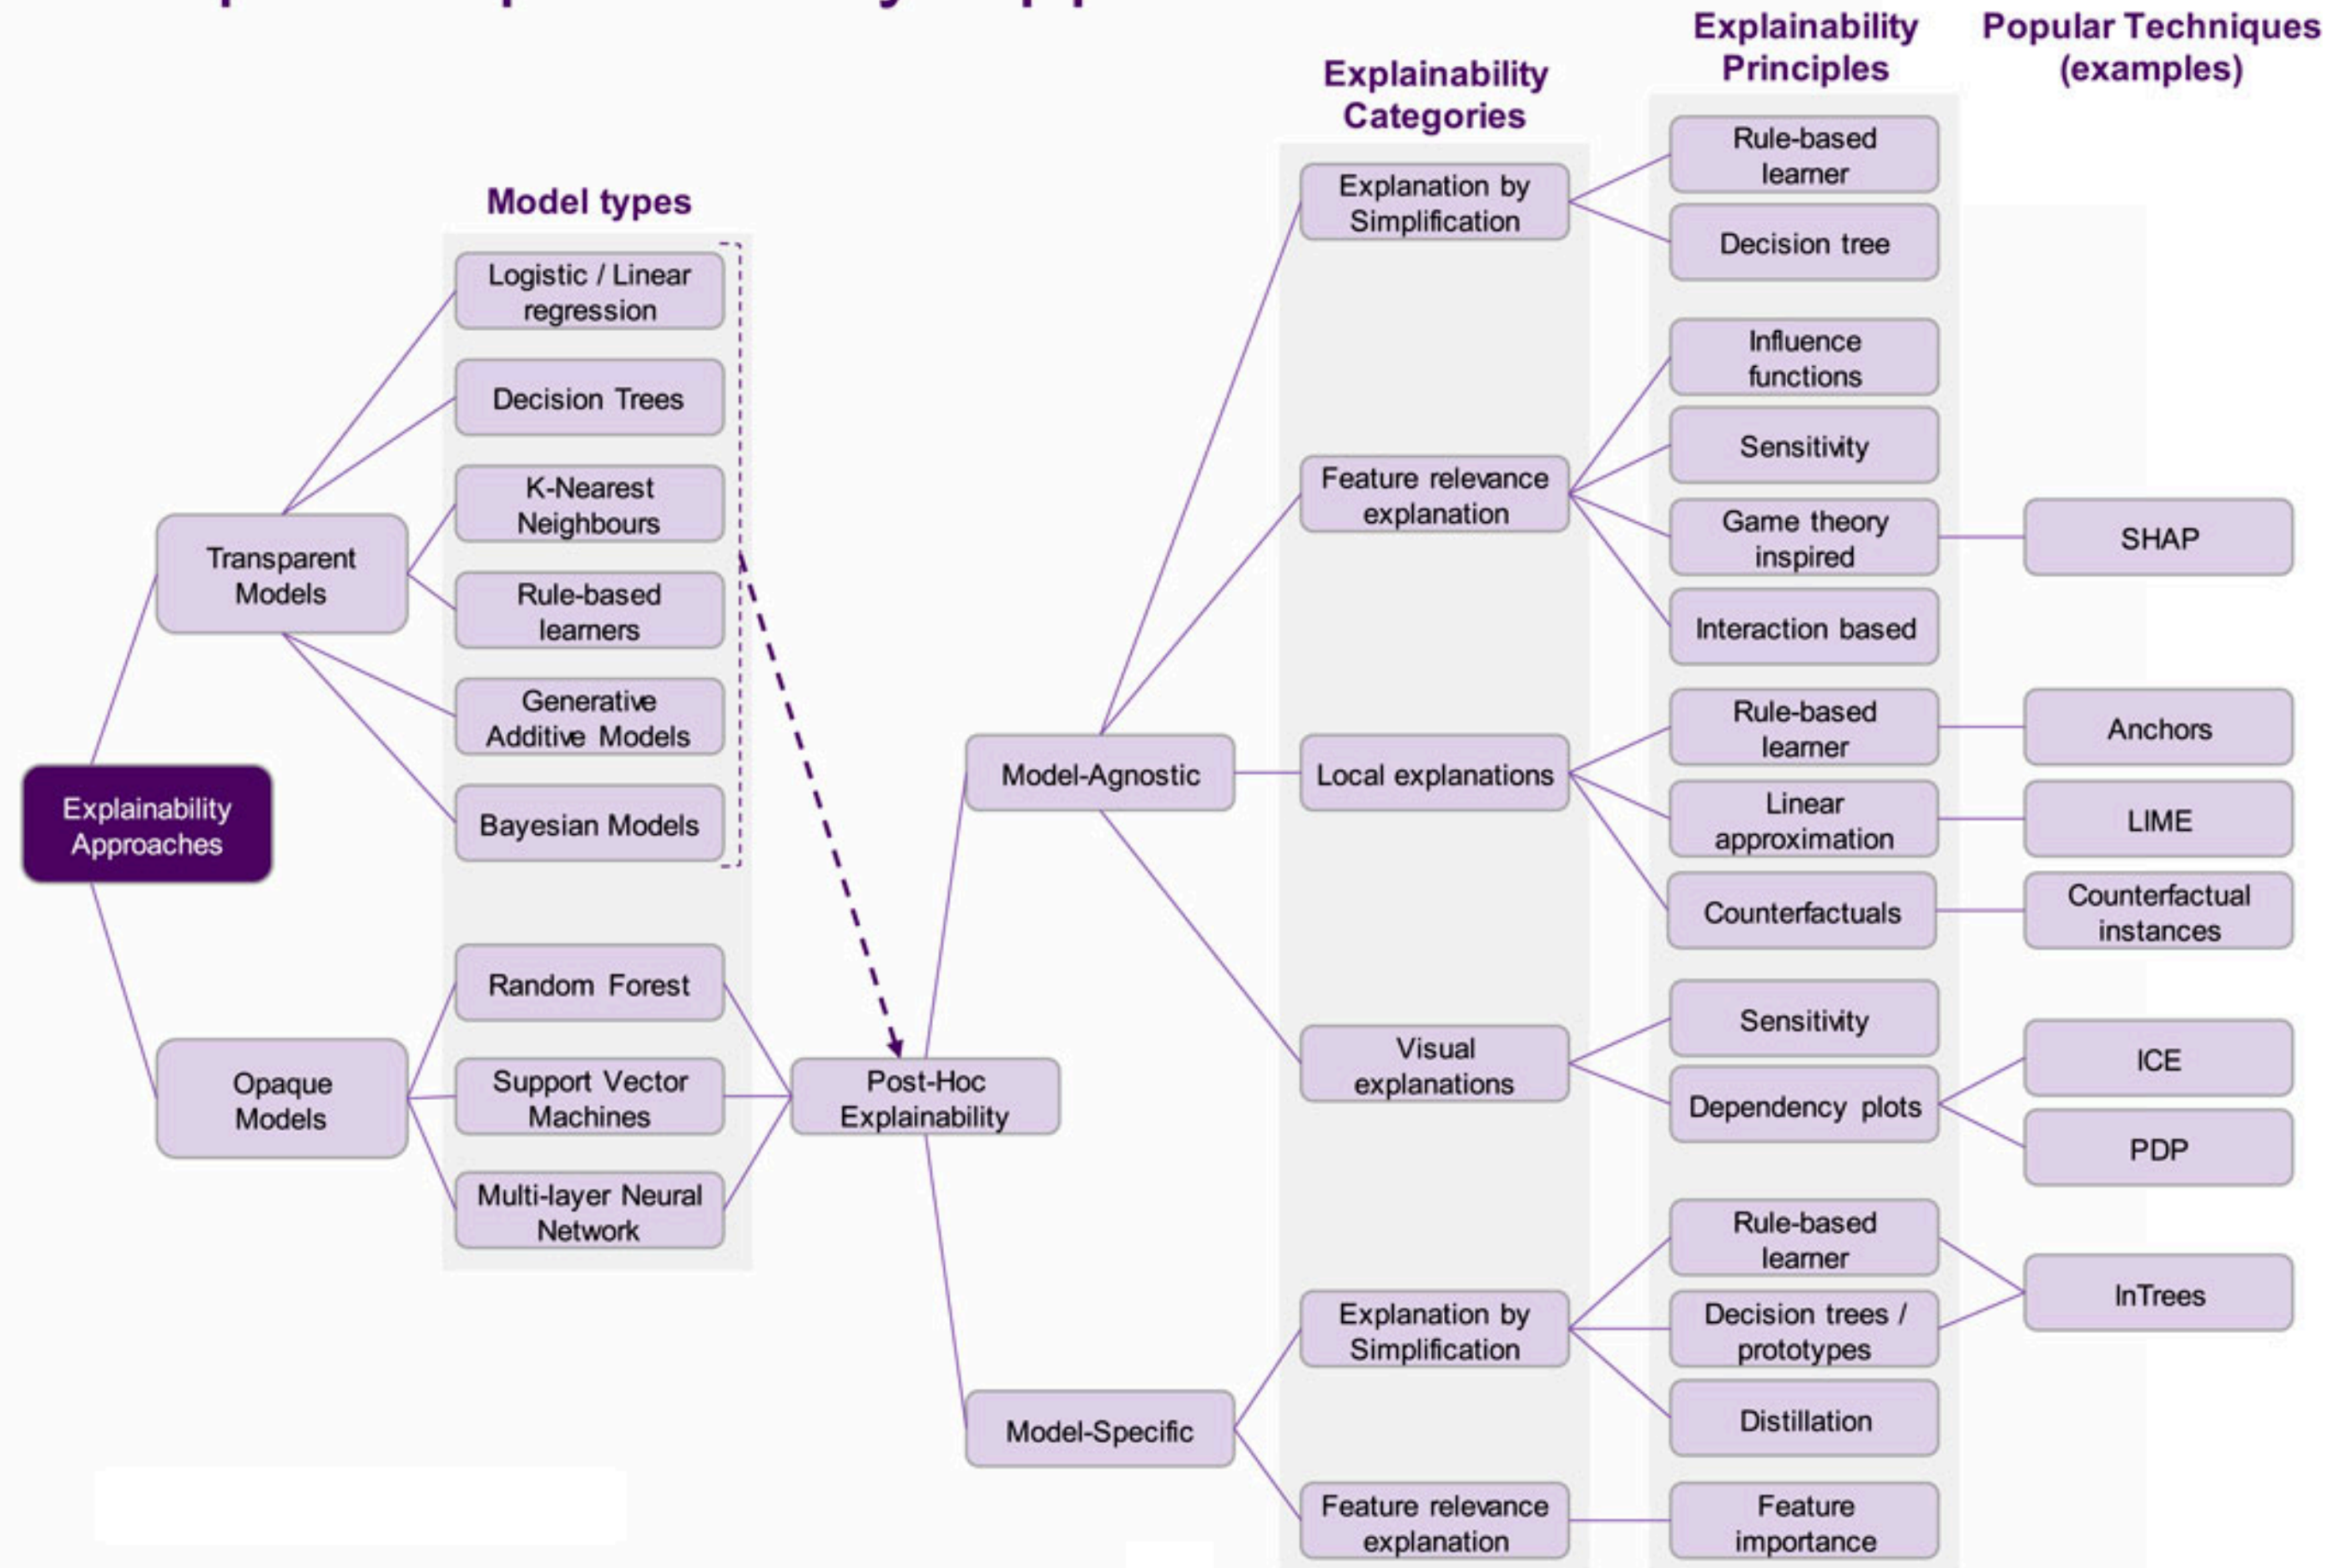 Explainability
Principles
Popular Techniques
(examples)
Explainability
Categories
Model types
Explainability
Approaches
Transparent
Models
Opaque
Models
Logistic / Linear
regression
Decision Trees
K-Nearest
Neighbours
Rule-based
learners
Generative
Additive Models
Bayesian Models
Random Forest
Support Vector
Machines
Multi-layer Neural
Network
Post-Hoc
Explainability
Model-Agnostic
Model-Specific
Explanation by
Simplification
Feature relevance
explanation
Local explanations
Visual
explanations
Explanation by
Simplification
Feature relevance
explanation
Rule-based
learner
Decision tree
Influence
functions
Sensitivity
Game theory
inspired
Interaction based
Rule-based
learner
Linear
approximation
Counterfactuals
Sensitivity
Dependency plots
Rule-based
learner
Decision trees /
prototypes
Distillation
Feature
importance
SHAP
Anchors
LIME
Counterfactual
instances
ICE
PDP
InTrees